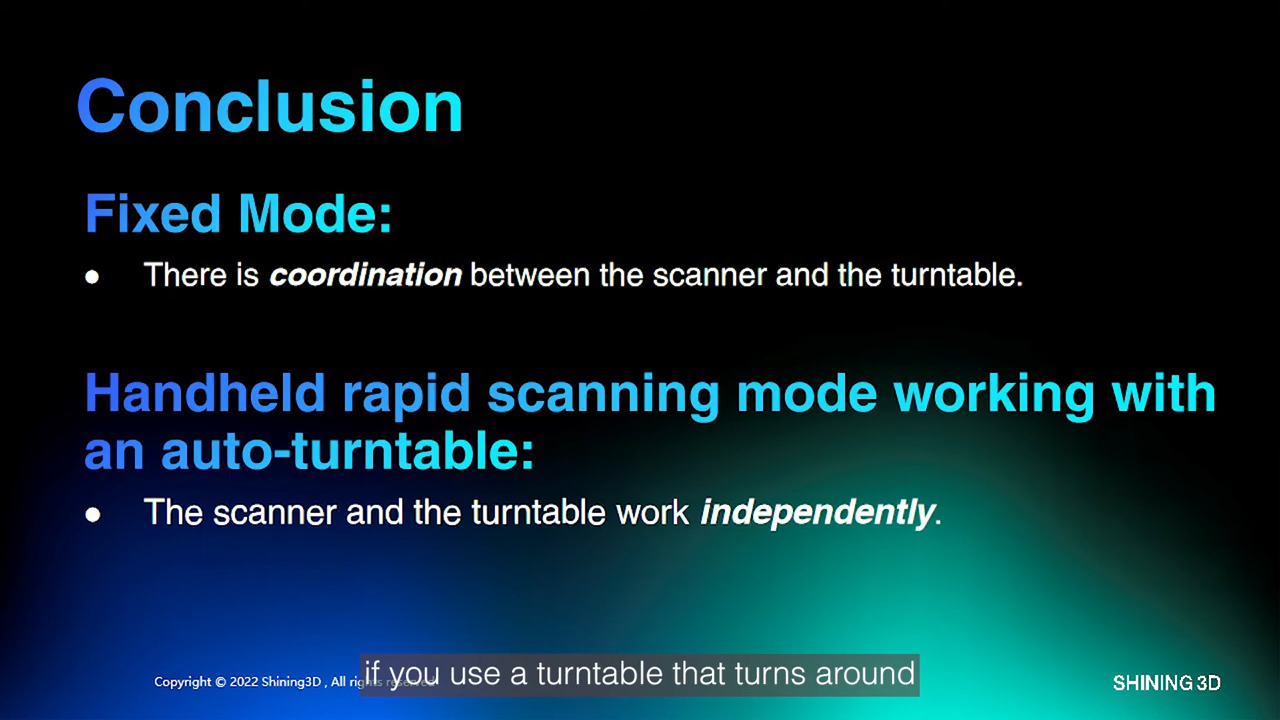 Conclusion
Fixed Mode:
● There is coordination between the scanner and the turntable.
Handheld rapid scanning mode working with
an auto-turntable:
● The scanner and the turntable work independently.
if you use a turntable that turns around
Copyright © 2022 Shining3D , All rights reserved
SHINING 3D